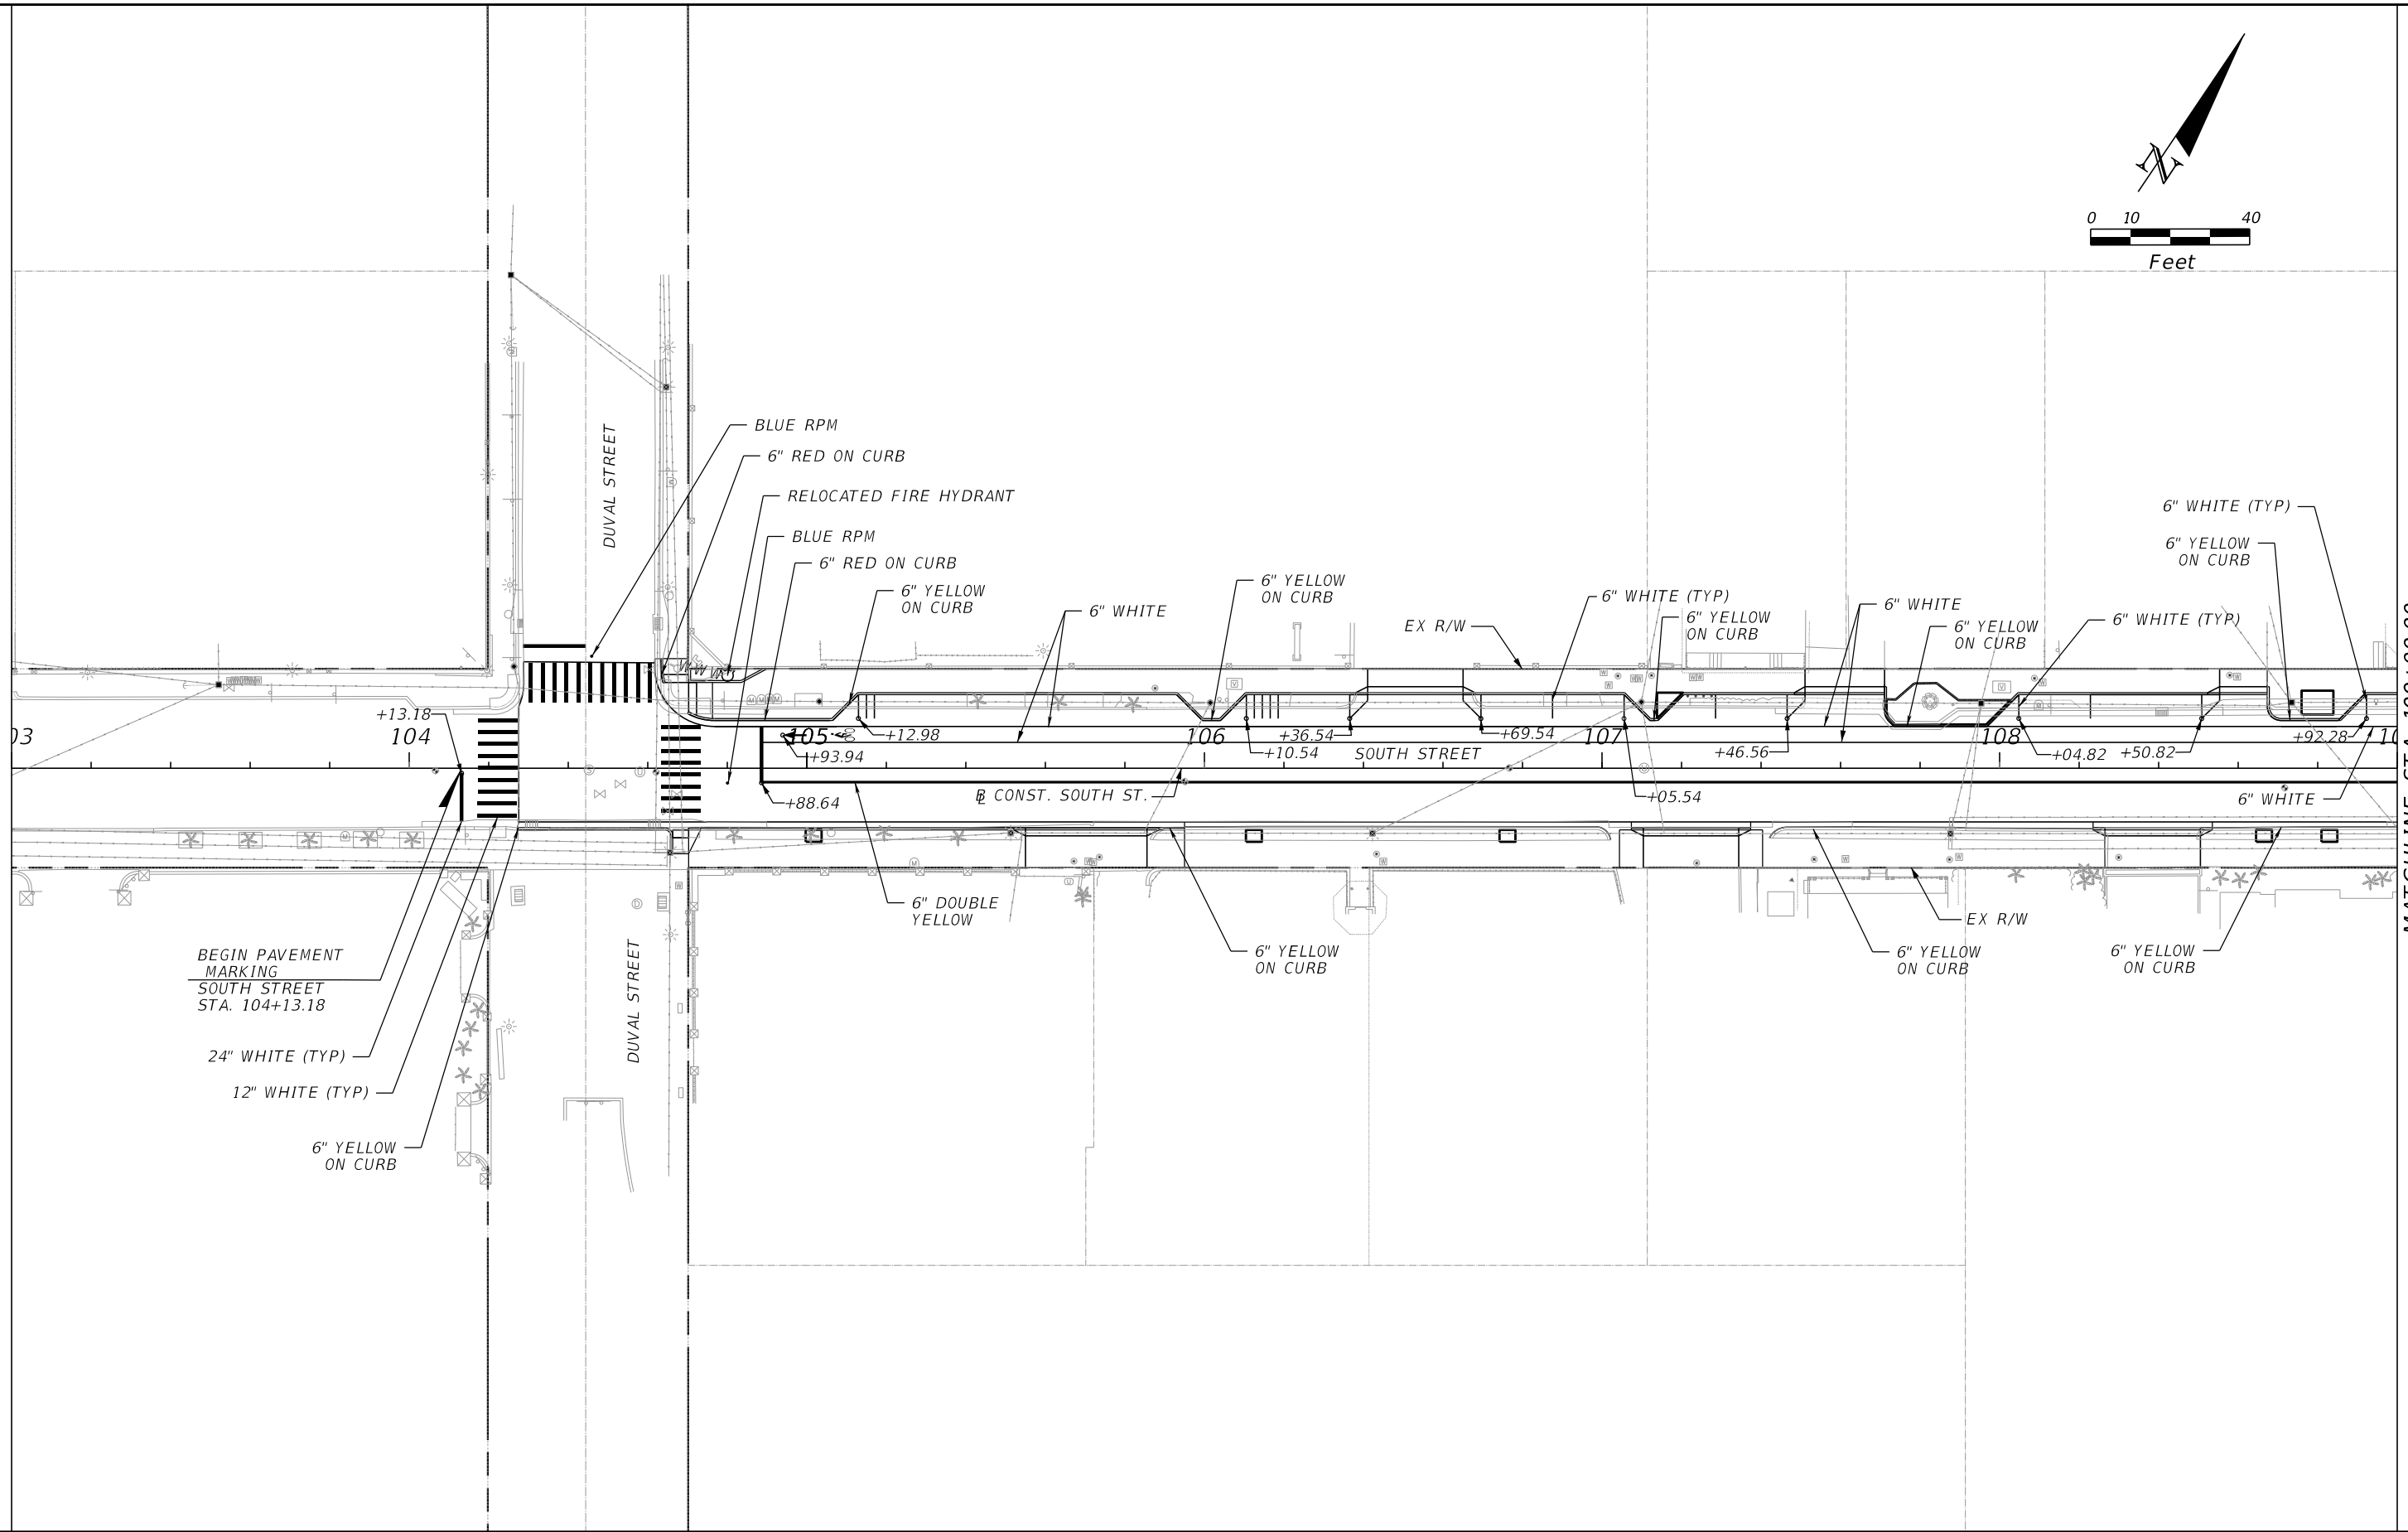 0 10 40
Feet
DUVAL STREET
BLUE RPM
6" RED ON CURB
RELOCATED FIRE HYDRANT
BLUE RPM
6" RED ON CURB
6" YELLOW
ON CURB
6" WHITE
6" YELLOW
ON CURB
EX R/W
6" WHITE (TYP)
6" YELLOW
ON CURB
6" WHITE
6" YELLOW
ON CURB
6" WHITE (TYP)
6" WHITE (TYP)
6" YELLOW
ON CURB
+13.18
104
105
+93.94
+12.98
+88.64
106
+10.54
+36.54
SOUTH STREET
+69.54
107
+05.54
+46.56
108
+04.82
+50.82
+92.28
6" WHITE
CONST. SOUTH ST.
6" DOUBLE
YELLOW
6" YELLOW
ON CURB
6" YELLOW
ON CURB
EX R/W
6" YELLOW
ON CURB
DUVAL STREET
BEGIN PAVEMENT
MARKING
SOUTH STREET
STA. 104+13.18
24" WHITE (TYP)
12" WHITE (TYP)
6" YELLOW
ON CURB